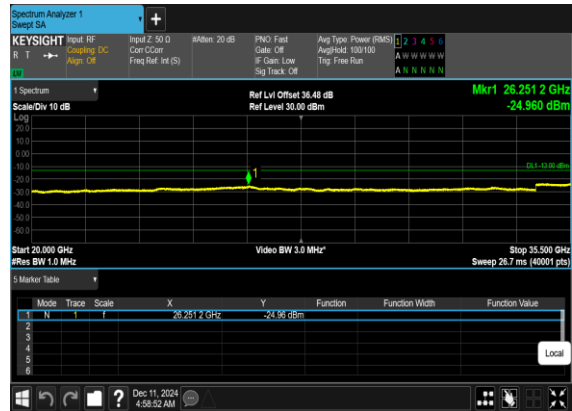 Spectrum Analyzer 1
Swept SA
+
KEYSIGHT Input: RF Input Z: 50 Ω #Atten: 20 dB PNO: Fast Avg Type: Power (RMS) 1 2 3 4 5 6
R T Coupling: DC Corr CCorr Gate: Off Avg|Hold: 100/100 A W W W W W
Align: Off Freq Ref: Int (S) IF Gain: Low Trig: Free Run
Sig Track: Off A N N N N N
1 Spectrum
Ref Lvl Offset 36.48 dB Mkr1 26.251 2 GHz
Scale/Div 10 dB Ref Level 30.00 dBm -24.960 dBm
Log
20.0
10.0
0.00
-10.0 DL1 -13.00 dBm
1
-20.0
-30.0
-40.0
-50.0
-60.0
Start 20.000 GHz Video BW 3.0 MHz* Stop 35.500 GHz
#Res BW 1.0 MHz Sweep 26.7 ms (40001 pts)
5 Marker Table
Mode Trace Scale X Y Function Function Width Function Value
1 N 1 f 26.251 2 GHz -24.96 dBm
2
3
4
5
6
Local
? Dec 11, 2024
4:58:52 AM